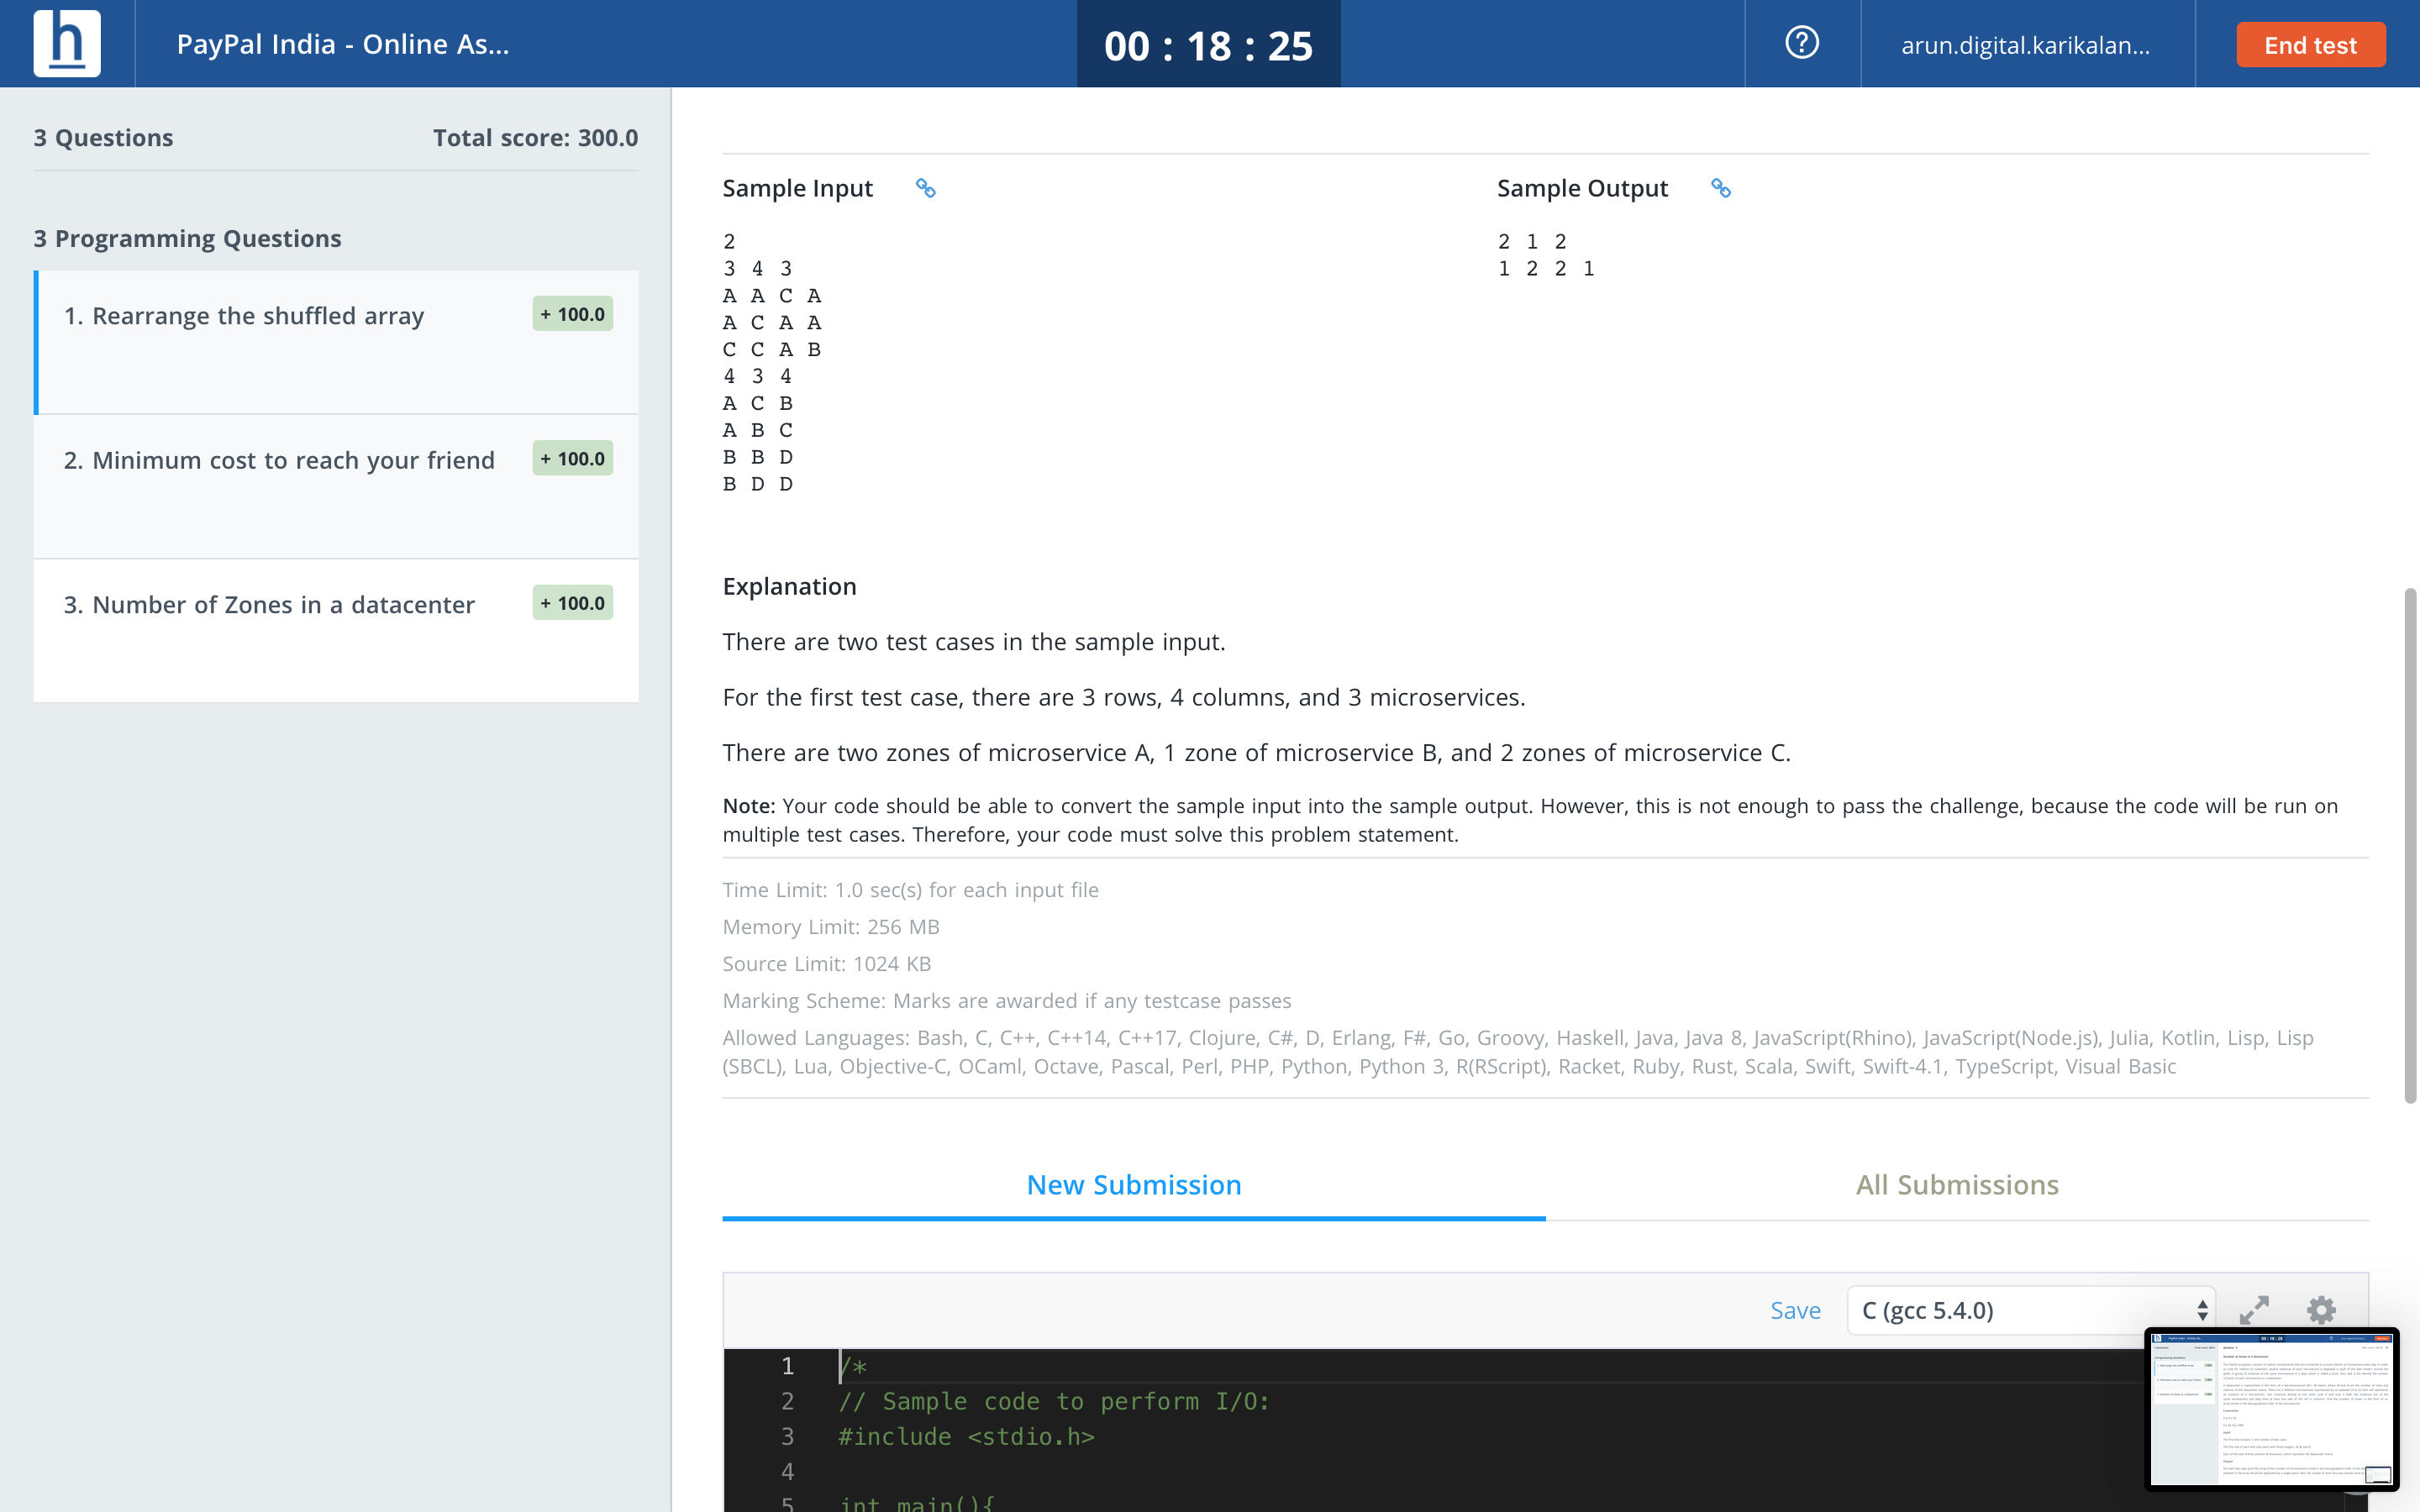 h
PayPal India - Online As...
00 : 18 : 25
?
arun.digital.karikalan...
End test
3 Questions
Total score: 300.0
3 Programming Questions
1. Rearrange the shuffled array
+ 100.0
2. Minimum cost to reach your friend
+ 100.0
3. Number of Zones in a datacenter
+ 100.0
Sample Input
2
3 4 3
A A C A
A C A A
C C A B
4 3 4
A C B
A B C
B B D
B D D
Sample Output
2 1 2
1 2 2 1
Explanation
There are two test cases in the sample input.
For the first test case, there are 3 rows, 4 columns, and 3 microservices.
There are two zones of microservice A, 1 zone of microservice B, and 2 zones of microservice C.
Note: Your code should be able to convert the sample input into the sample output. However, this is not enough to pass the challenge, because the code will be run on
multiple test cases. Therefore, your code must solve this problem statement.
Time Limit: 1.0 sec(s) for each input file
Memory Limit: 256 MB
Source Limit: 1024 KB
Marking Scheme: Marks are awarded if any testcase passes
Allowed Languages: Bash, C, C++, C++14, C++17, Clojure, C#, D, Erlang, F#, Go, Groovy, Haskell, Java, Java 8, JavaScript(Rhino), JavaScript(Node.js), Julia, Kotlin, Lisp, Lisp
(SBCL), Lua, Objective-C, OCaml, Octave, Pascal, Perl, PHP, Python, Python 3, R(RScript), Racket, Ruby, Rust, Scala, Swift, Swift-4.1, TypeScript, Visual Basic
New Submission
All Submissions
Save
C (gcc 5.4.0)
1 /*
2 // Sample code to perform I/O:
3 #include <stdio.h>
4
5 int main(){